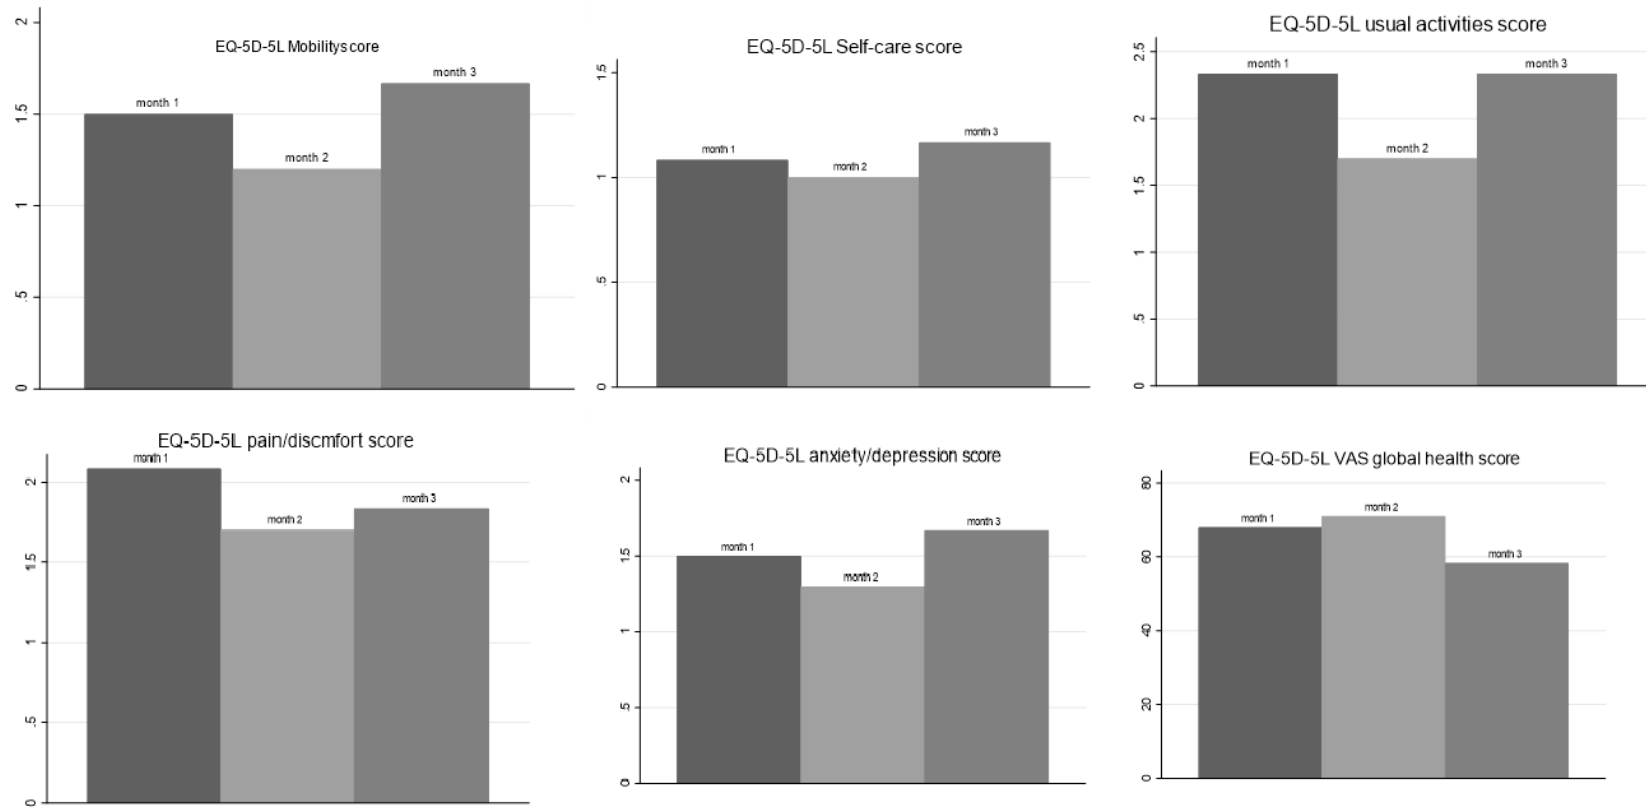 EQ-5D-5L Mobilityscore
2
1.5
1
.5
0
month 1
month 2
month 3
EQ-5D-5L Self-care score
1.5
1
.5
0
month 1
month 2
month 3
EQ-5D-5L usual activities score
2.5
2
1.5
1
.5
0
month 1
month 2
month 3
EQ-5D-5L pain/discmfort score
2
1.5
1
.5
0
month 1
month 2
month 3
EQ-5D-5L anxiety/depression score
2
1.5
1
.5
0
month 1
month 2
month 3
EQ-5D-5L VAS global health score
80
60
40
20
0
month 1
month 2
month 3